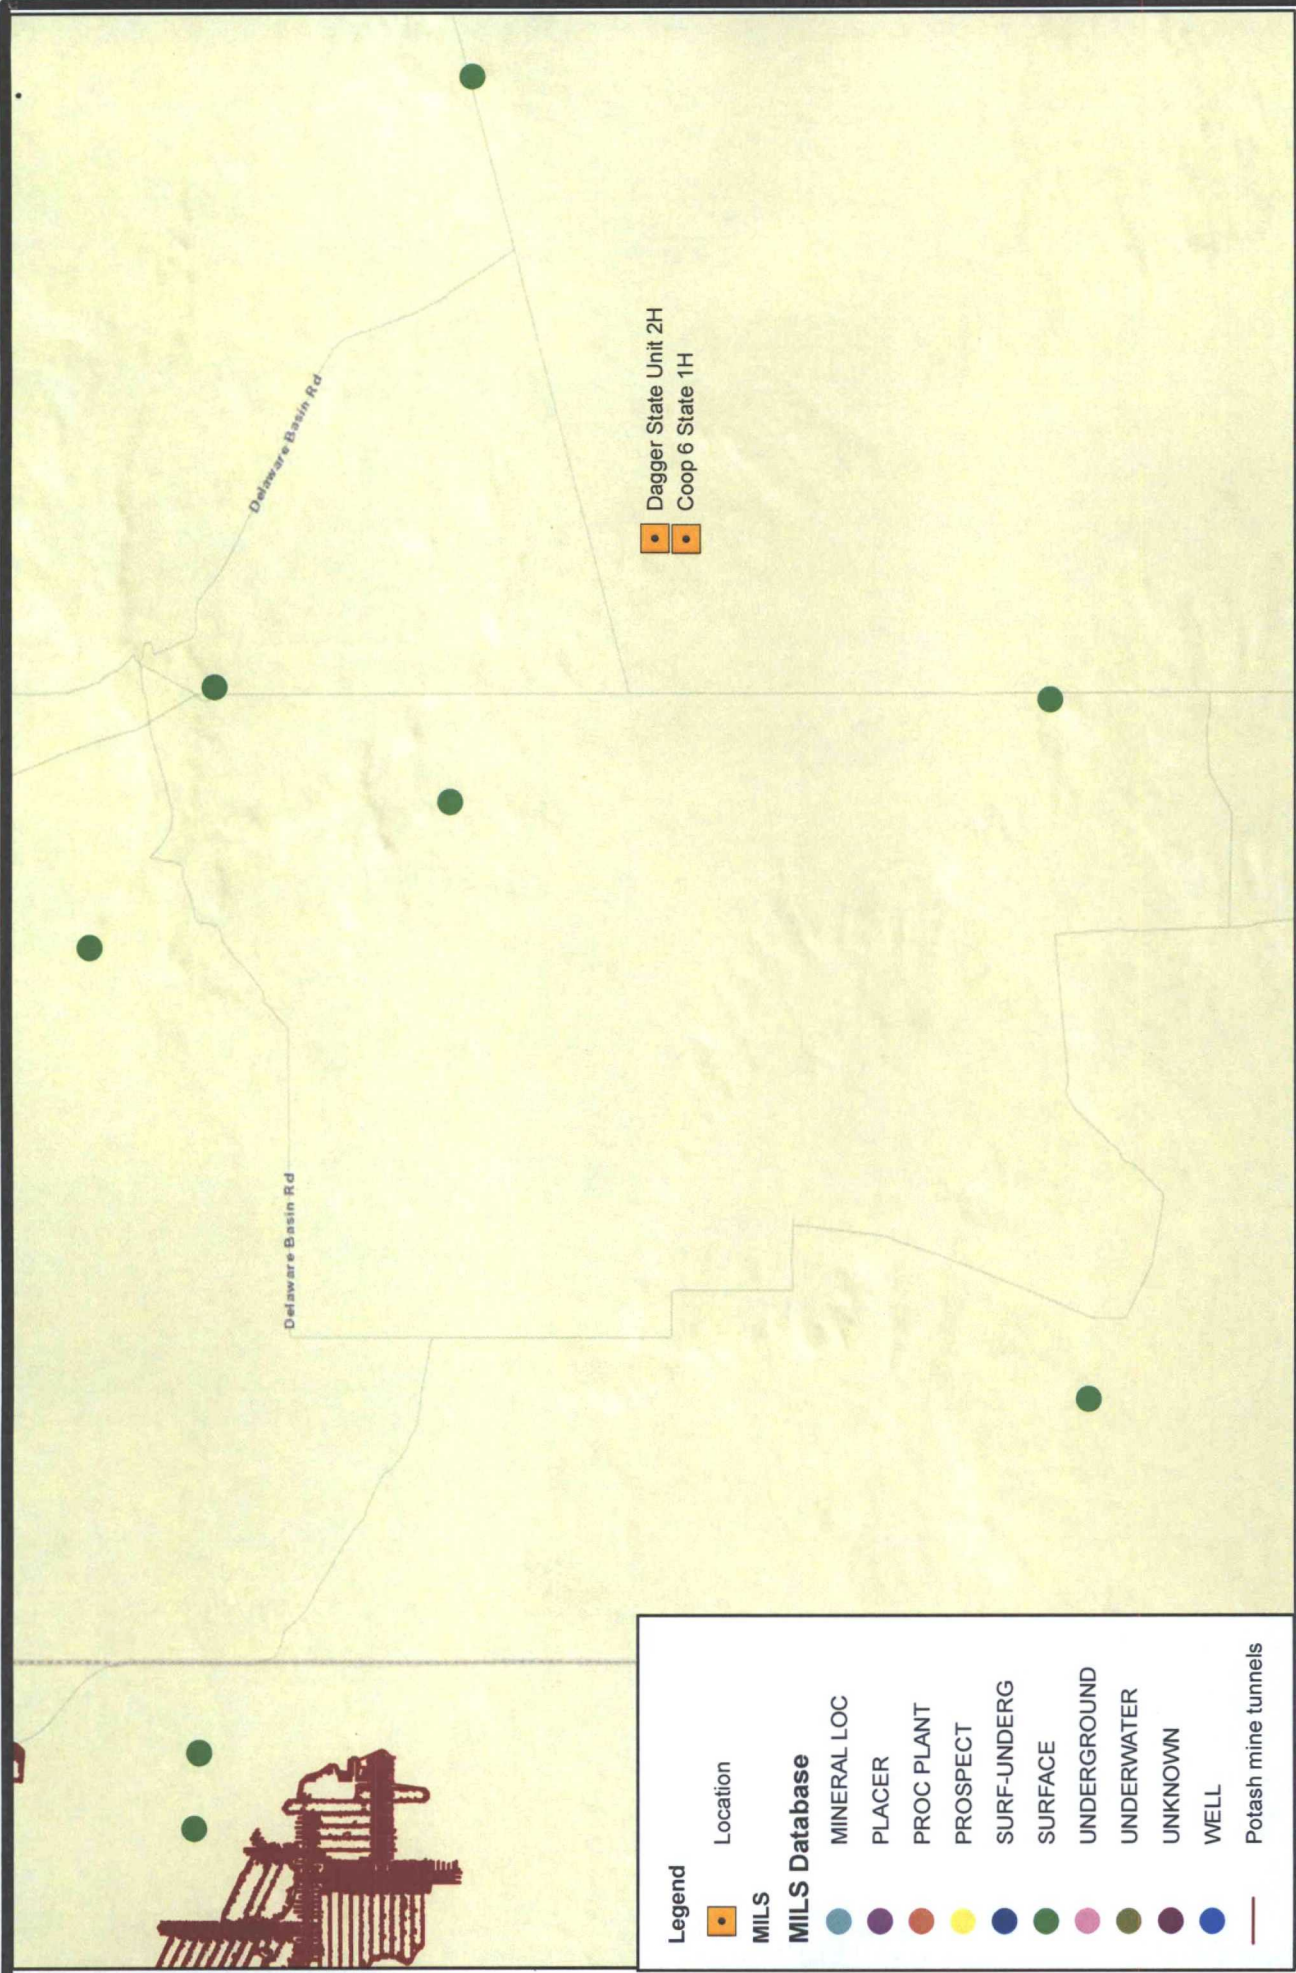 Delaware Basin Rd
Delaware Basin Rd
Dagger State Unit 2H
Coop 6 State 1H
Legend
Location
MILS
MILS Database
MINERAL LOC
PLACER
PROC PLANT
PROSPECT
SURF-UNDERG
SURFACE
UNDERGROUND
UNDERWATER
UNKNOWN
WELL
Potash mine tunnels